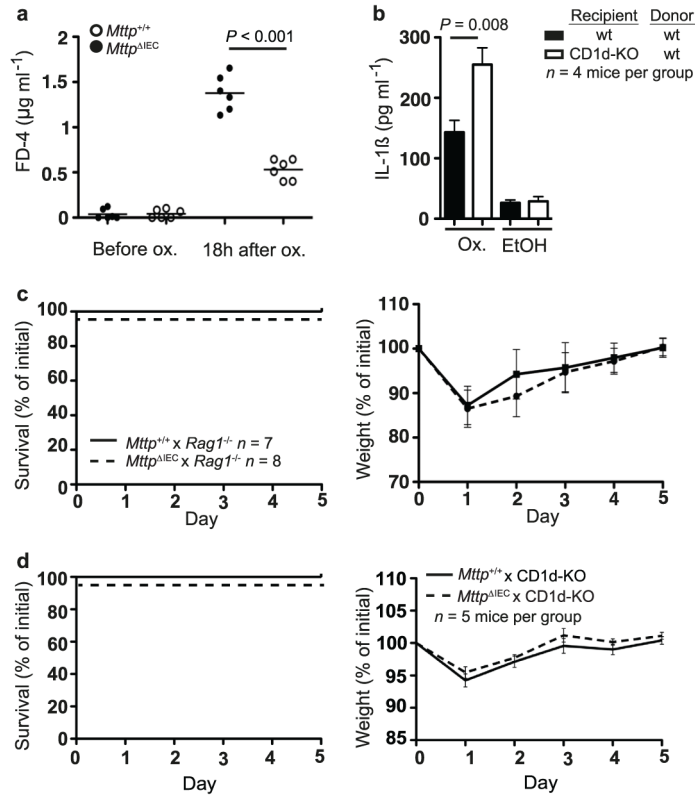 a
Mttp+/+
MttpΔIEC
P < 0.001
FD-4 (µg ml-1)
2
1.5
1
0.5
0
Before ox.
18h after ox.
b
P = 0.008
Recipient Donor
wt wt
CD1d-KO wt
n = 4 mice per group
IL-1ß (pg ml-1)
300
200
100
0
Ox.
EtOH
c
Survival (% of initial)
100
80
60
40
20
0
Mttp+/+ x Rag1-/- n = 7
MttpΔIEC x Rag1-/- n = 8
0 1 2 3 4 5
Day
Weight (% of initial)
110
100
90
80
70
0 1 2 3 4 5
Day
d
Survival (% of initial)
100
80
60
40
20
0
0 1 2 3 4 5
Day
Mttp+/+ x CD1d-KO
MttpΔIEC x CD1d-KO
n = 5 mice per group
Weight (% of initial)
110
105
100
95
90
85
0 1 2 3 4 5
Day